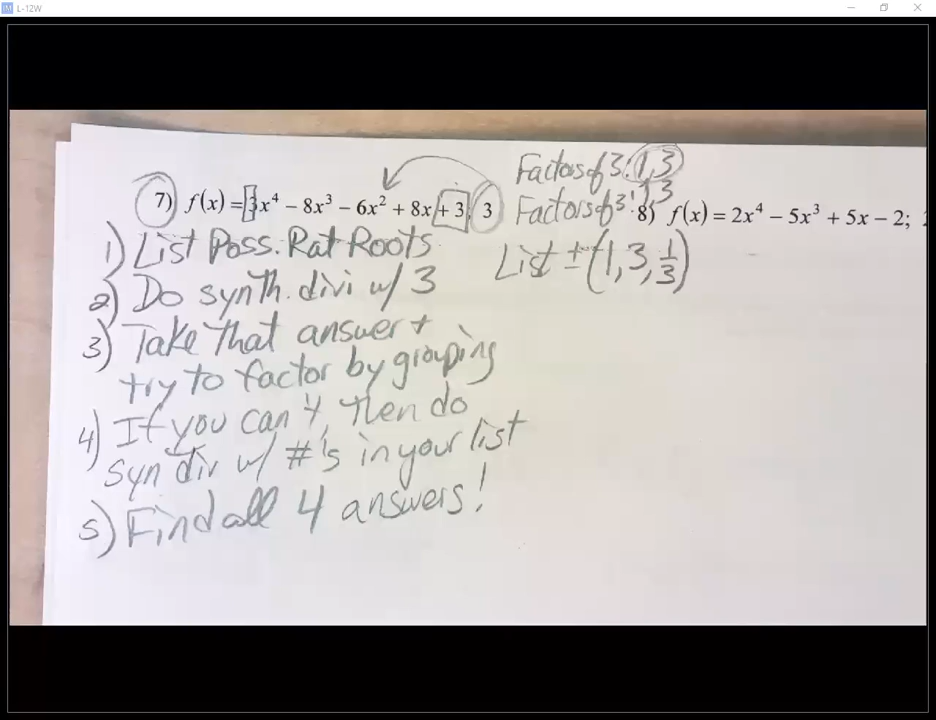 L-12W
Factors of 3: 1, 3
7) f(x) = 3x⁴ − 8x³ − 6x² + 8x + 3; 3
Factors of 3: 1, 3
8) f(x) = 2x⁴ − 5x³ + 5x − 2;
1) List Poss. Rat Roots
List ± (1, 3, 1/3)
2) Do synth. divi w/ 3
3) Take that answer +
try to factor by grouping
4) If you can't, then do
syn div w/ #'s in your list
5) Find all 4 answers!